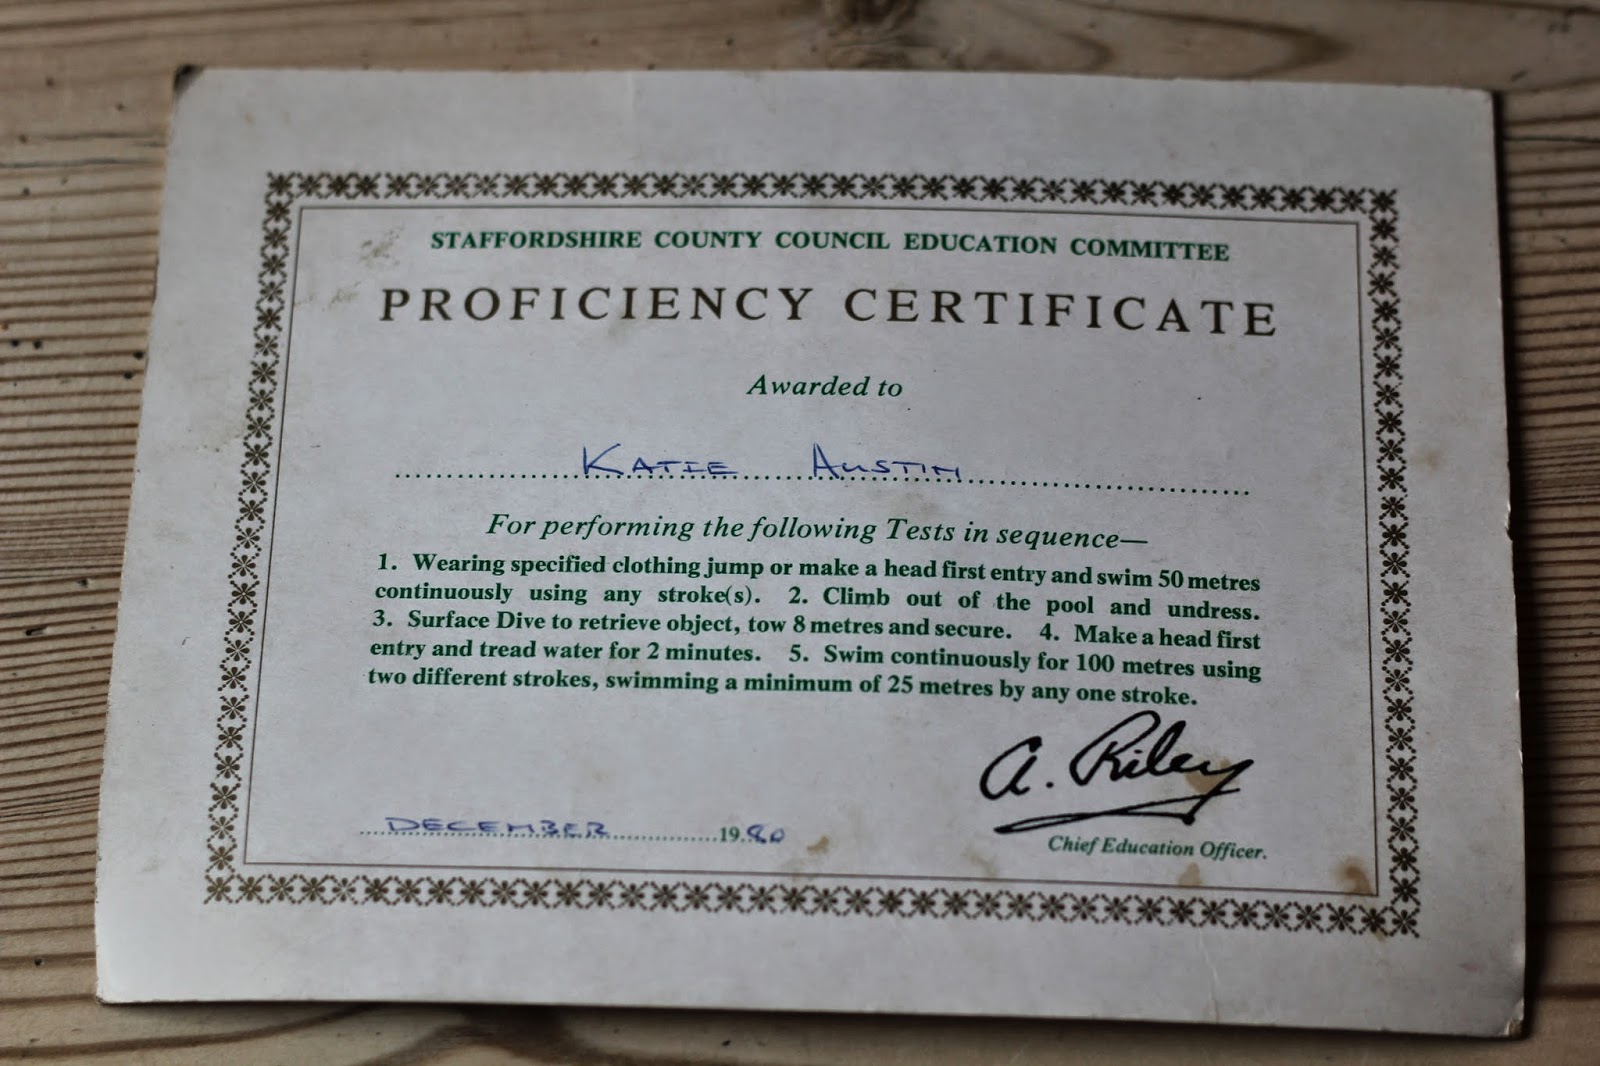 STAFFORDSHIRE COUNTY COUNCIL EDUCATION COMMITTEE
PROFICIENCY CERTIFICATE
Awarded to
KATIE AUSTIN
For performing the following Tests in sequence—
1. Wearing specified clothing jump or make a head first entry and swim 50 metres
continuously using any stroke(s). 2. Climb out of the pool and undress.
3. Surface Dive to retrieve object, tow 8 metres and secure. 4. Make a head first
entry and tread water for 2 minutes. 5. Swim continuously for 100 metres using
two different strokes, swimming a minimum of 25 metres by any one stroke.
A. Riley
DECEMBER 1980
Chief Education Officer.